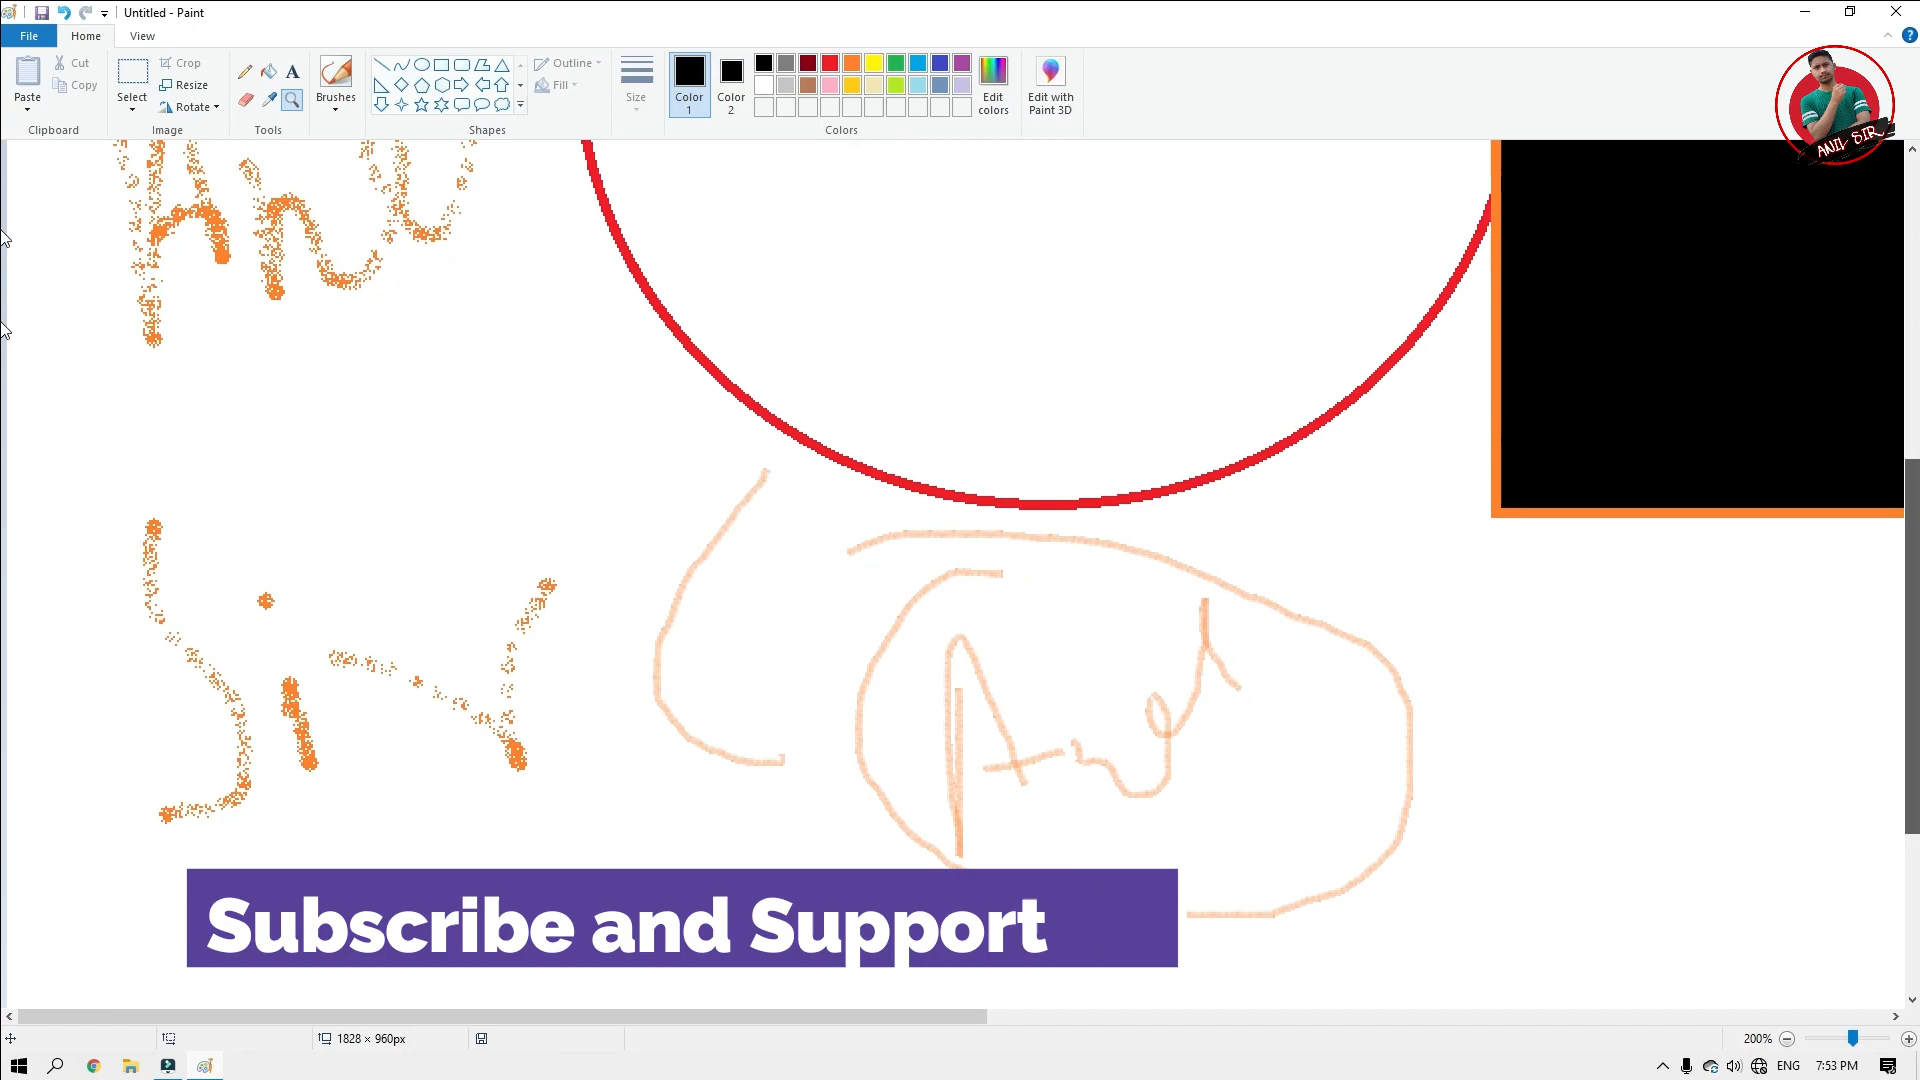 Untitled - Paint
File Home View
Paste
Cut
Copy
Clipboard
Select
Crop
Resize
Rotate
Image
A
Tools
Brushes
Shapes
Outline
Fill
Size
Color 1
Color 2
Edit colors
Colors
Edit with Paint 3D
ANIL SIR
Sir
Subscribe and Support
1828 × 960px
200%
ENG 7:53 PM